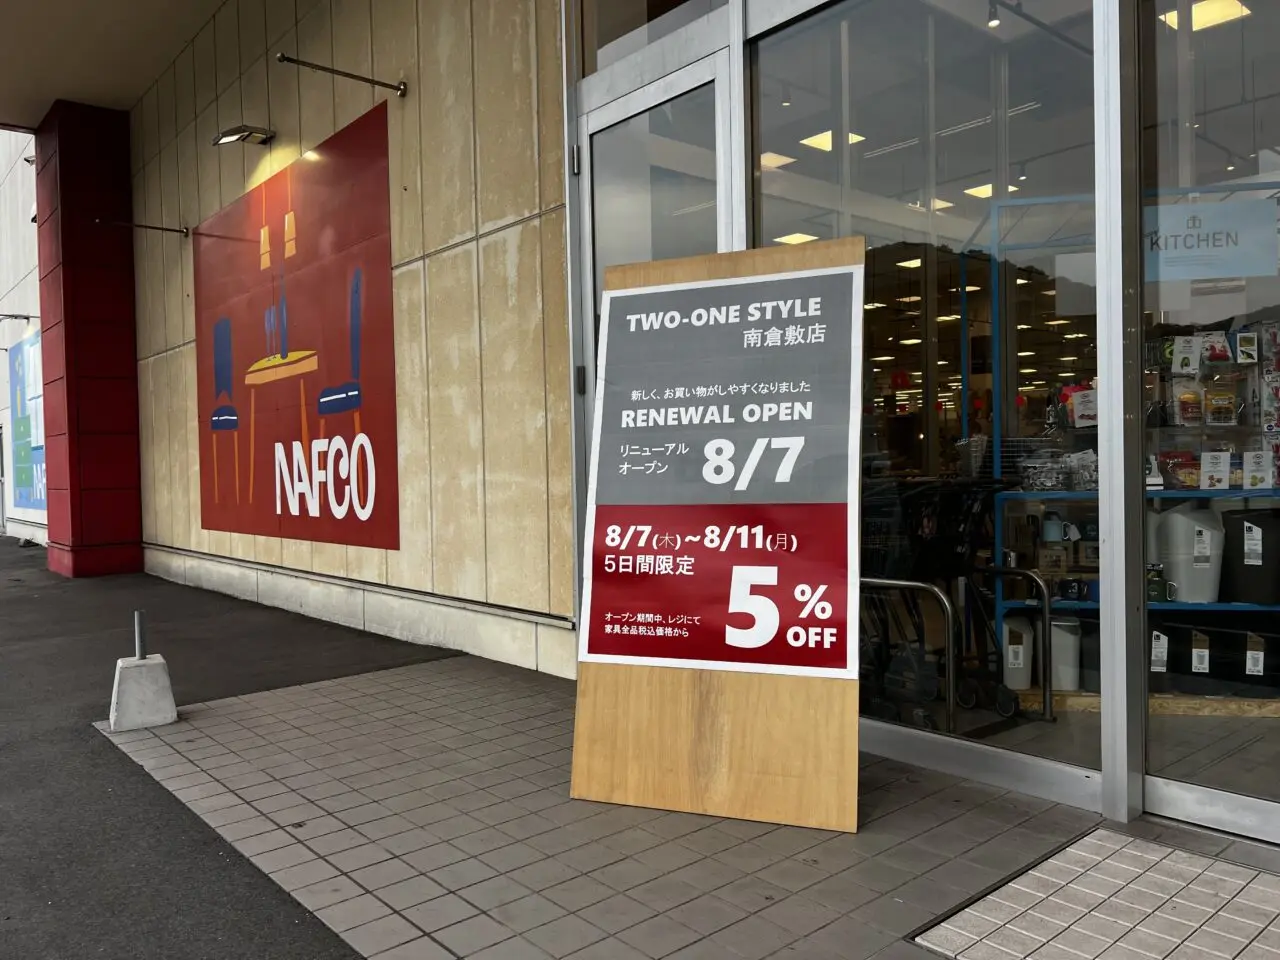 NAFCO
NAF
TWO-ONE STYLE
南倉敷店
新しく、お買い物がしやすくなりました
RENEWAL OPEN
リニューアル
オープン
8/7
8/7(木)~8/11(月)
5日間限定
オープン期間中、レジにて
家具全品税込価格から
5%
OFF
KITCHEN